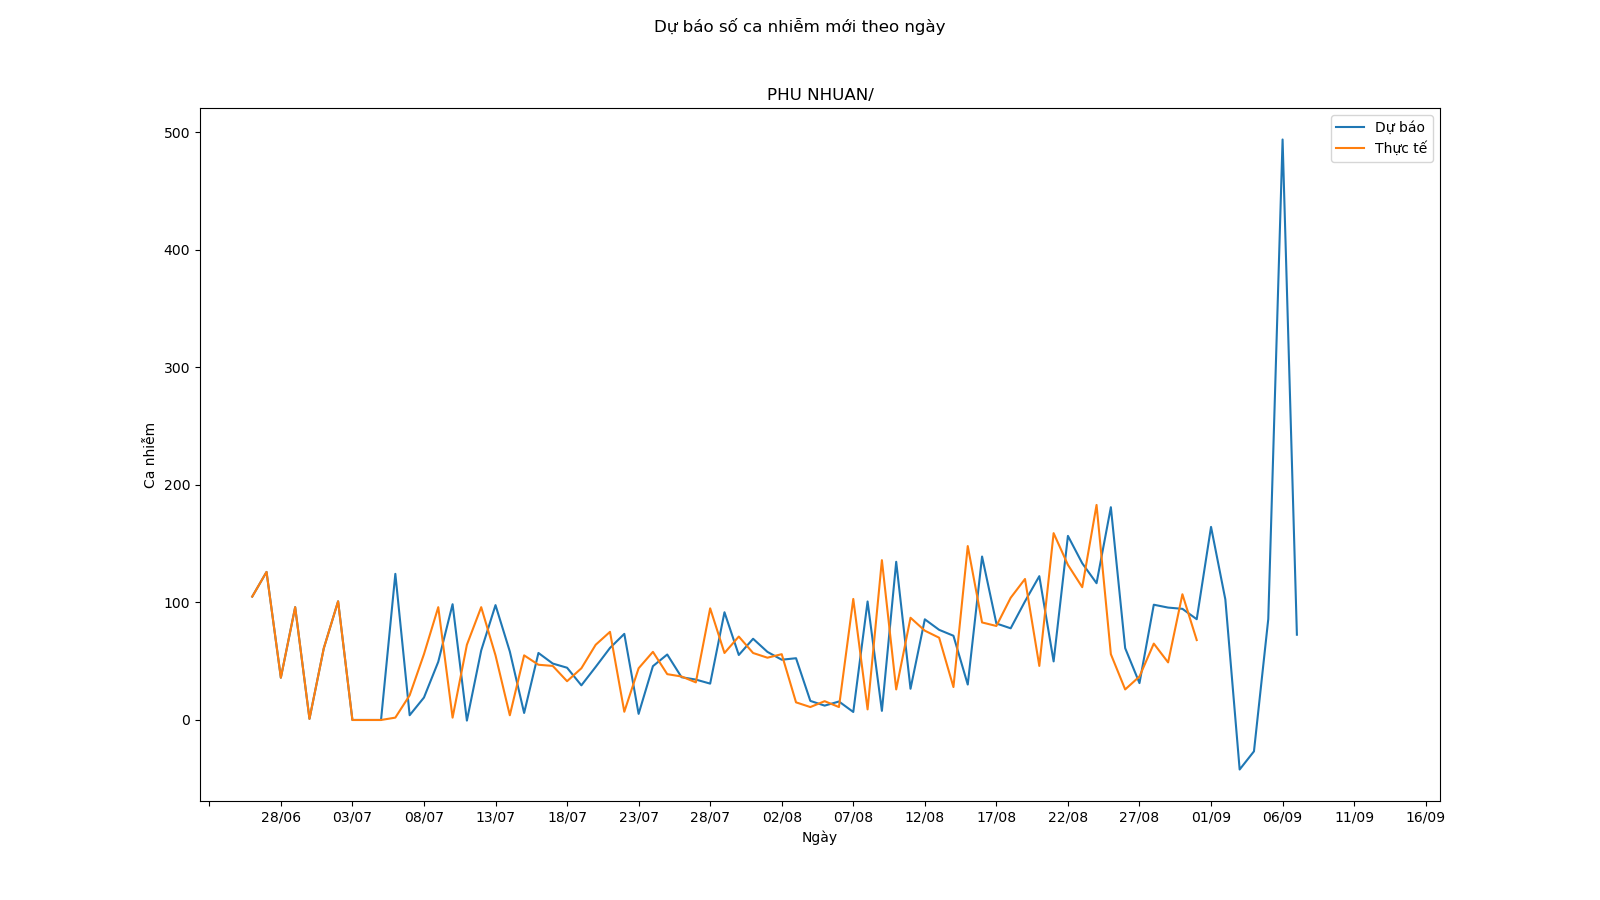 Dự báo số ca nhiễm mới theo ngày
PHU NHUAN/
Dự báo
Thực tế
500
400
300
200
100
0
Ca nhiễm
28/06 03/07 08/07 13/07 18/07 23/07 28/07 02/08 07/08 12/08 17/08 22/08 27/08 01/09 06/09 11/09 16/09
Ngày